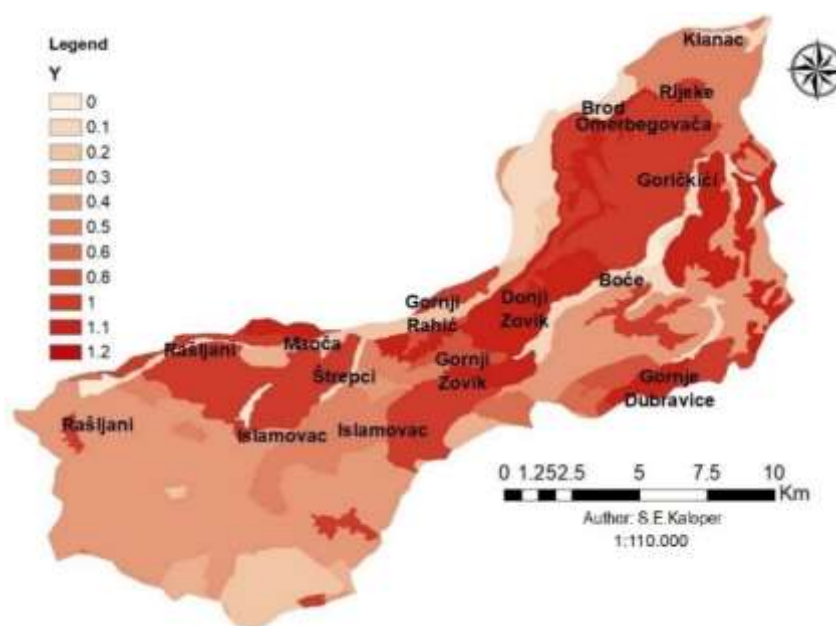 Legend
Y
0
0.1
0.2
0.3
0.4
0.5
0.6
0.8
1
1.1
1.2
Klanac
Rijeke
Brod
Omerbegovača
Goričkići
Boće
Gornji
Rahić
Donji
Zovik
Maoča
Rašljani
Štrepci
Gornji
Zovik
Gornje
Dubravice
Rašljani
Islamovac
Islamovac
0 1.252.5 5 7.5 10
Km
Author: S.E.Kaloper
1:110.000